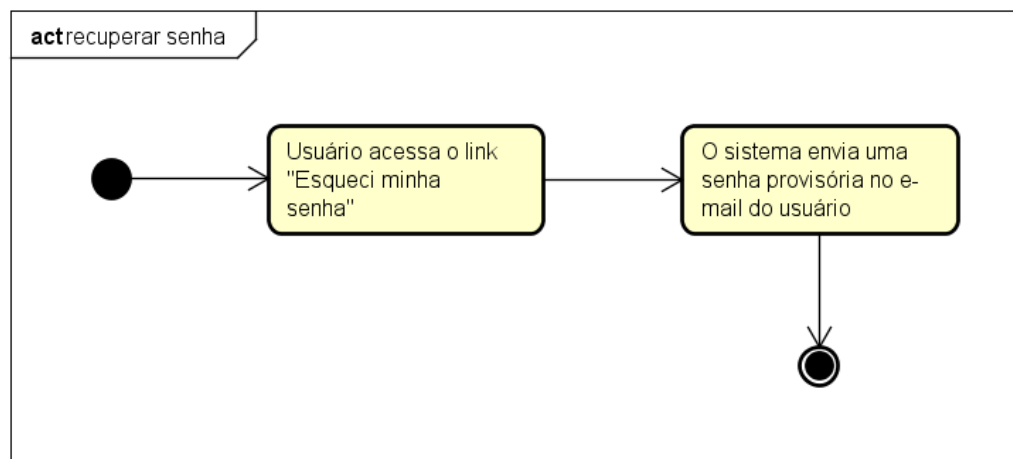 act recuperar senha
Usuário acessa o link
"Esqueci minha
senha"
O sistema envia uma
senha provisória no e-
mail do usuário